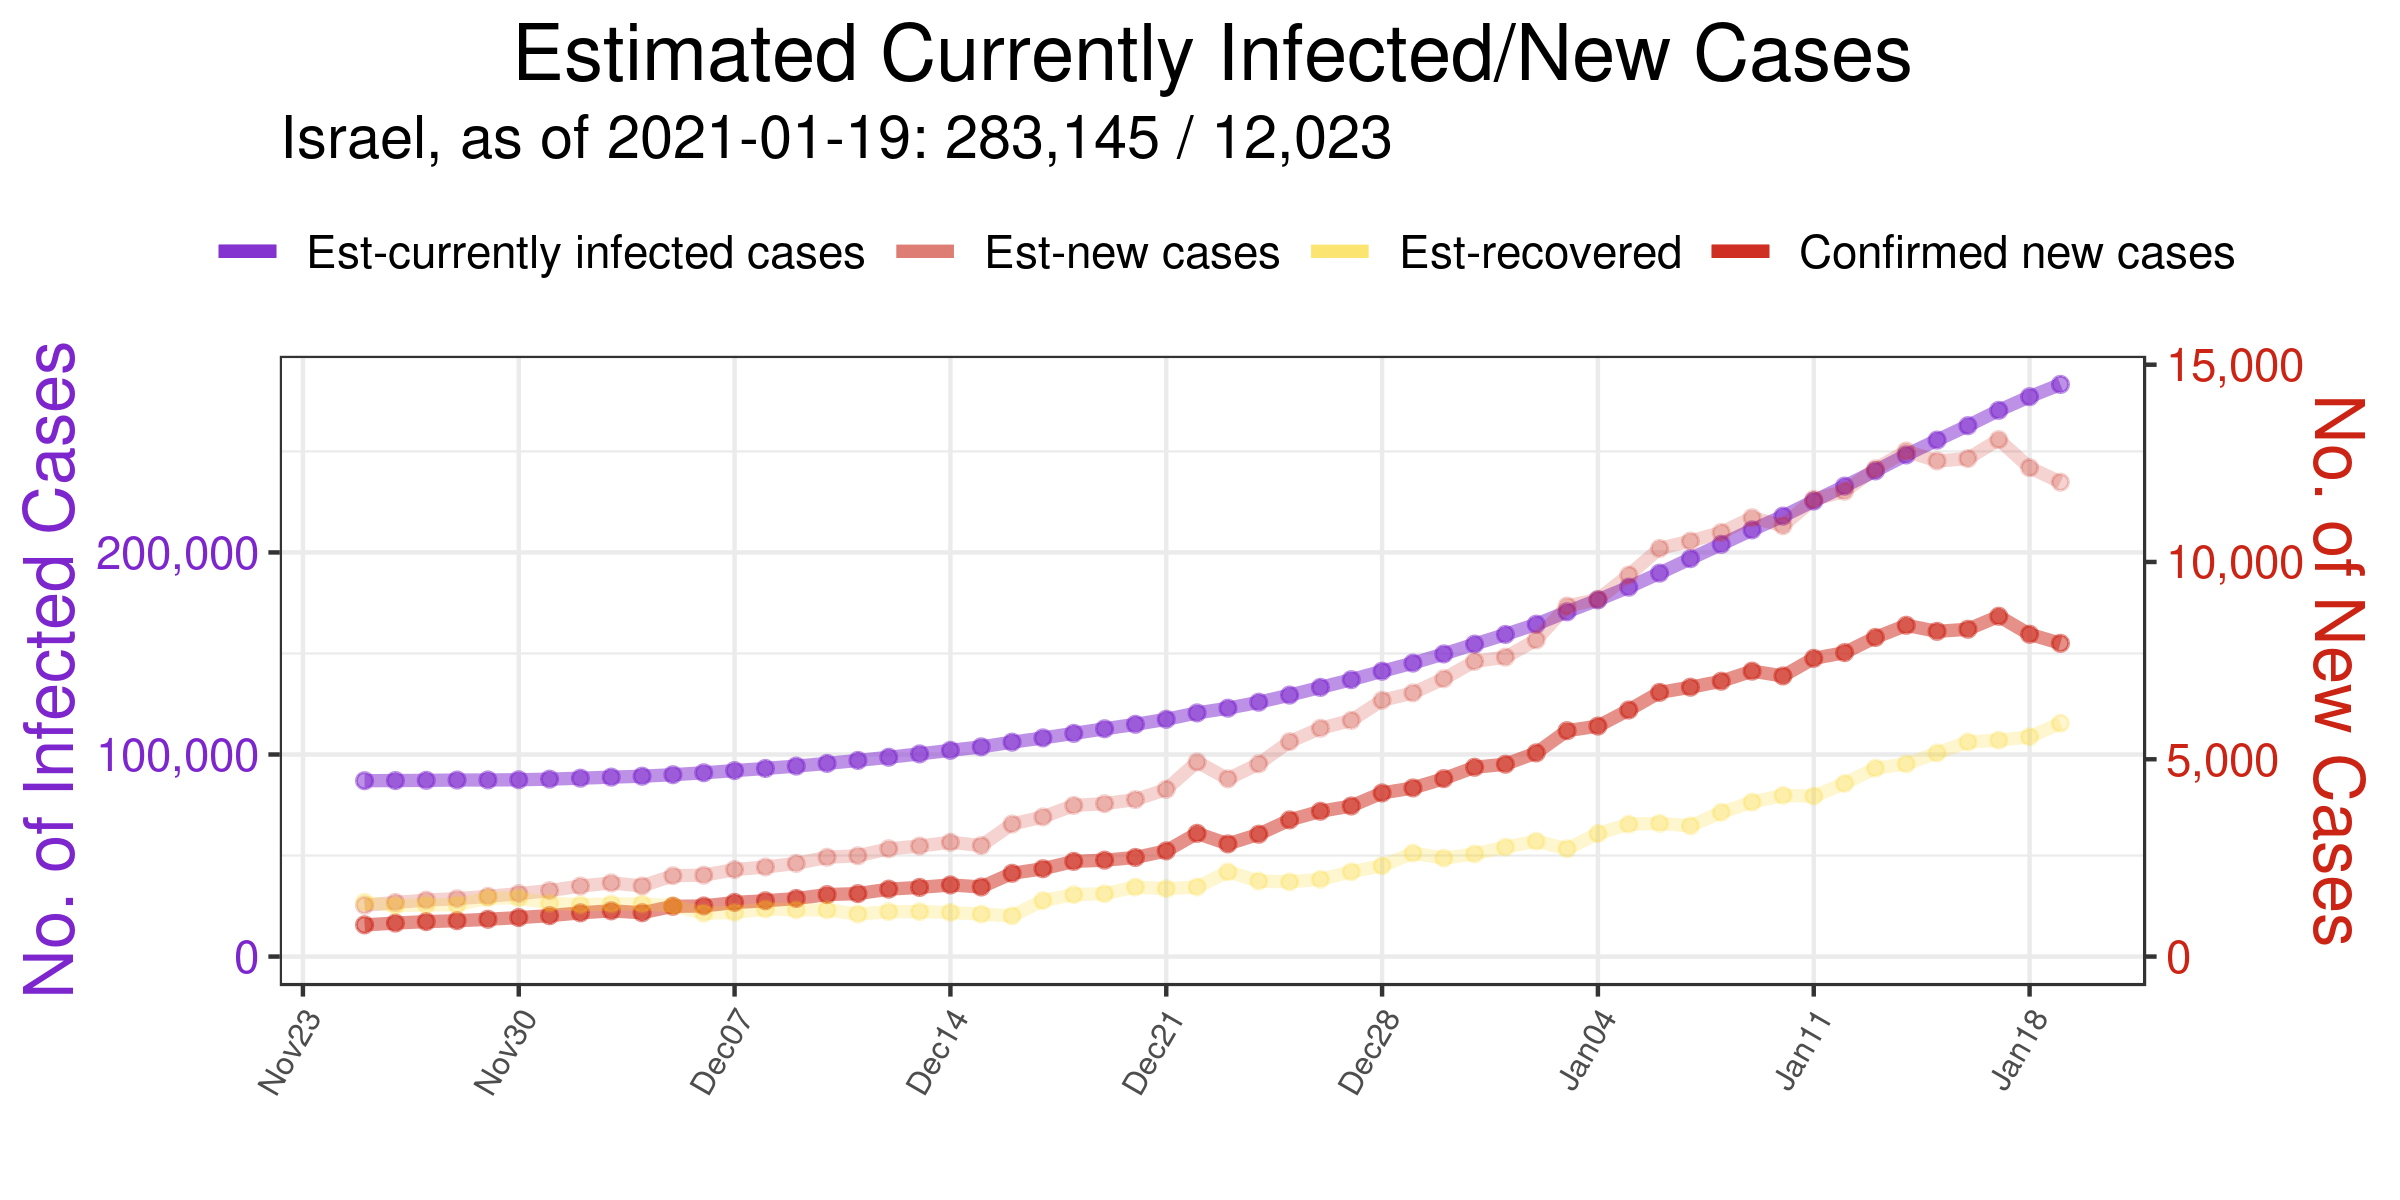 Estimated Currently Infected/New Cases
Israel, as of 2021-01-19: 283,145 / 12,023
Est-currently infected cases Est-new cases Est-recovered Confirmed new cases
No. of Infected Cases
200,000
100,000
0
15,000
10,000
5,000
0
No. of New Cases
Nov23 Nov30 Dec07 Dec14 Dec21 Dec28 Jan04 Jan11 Jan18